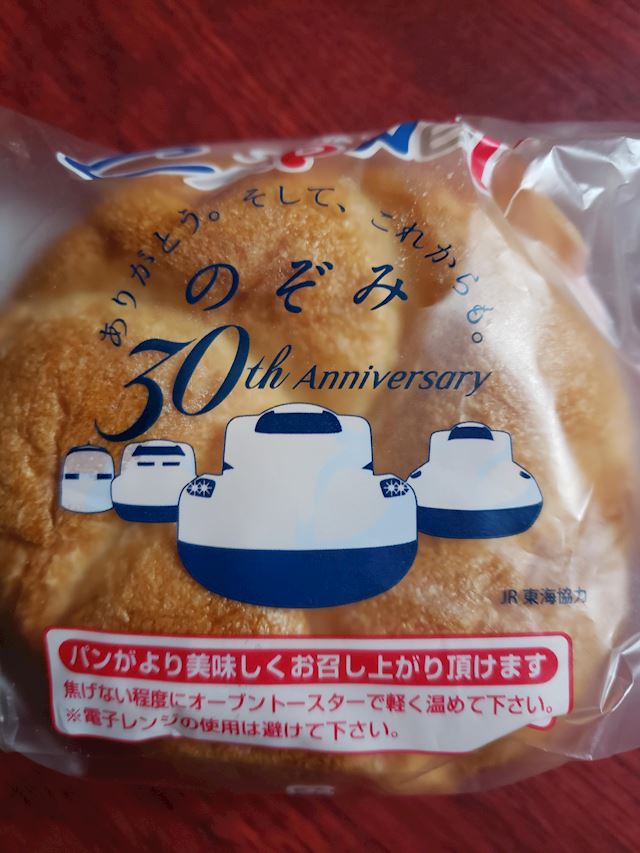 ありがとう。そして、これからも。
のぞみ
30th Anniversary
JR東海協力
パンがより美味しくお召し上がり頂けます
焦げない程度にオーブントースターで軽く温めて下さい。
※電子レンジの使用は避けて下さい。